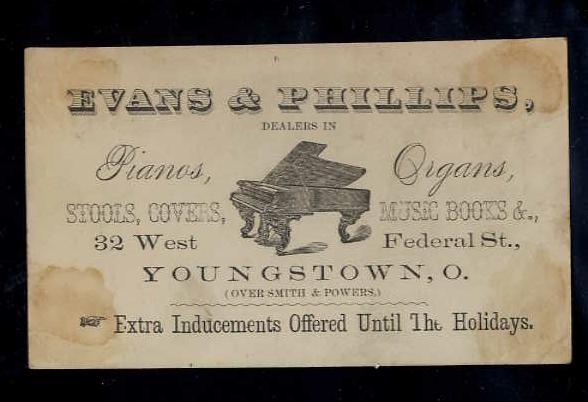 EVANS & PHILLIPS,
DEALERS IN
Pianos, Organs,
STOOLS, COVERS, MUSIC BOOKS &.,
32 West Federal St.,
YOUNGSTOWN, O.
(OVER SMITH & POWERS.)
☞ Extra Inducements Offered Until The Holidays.